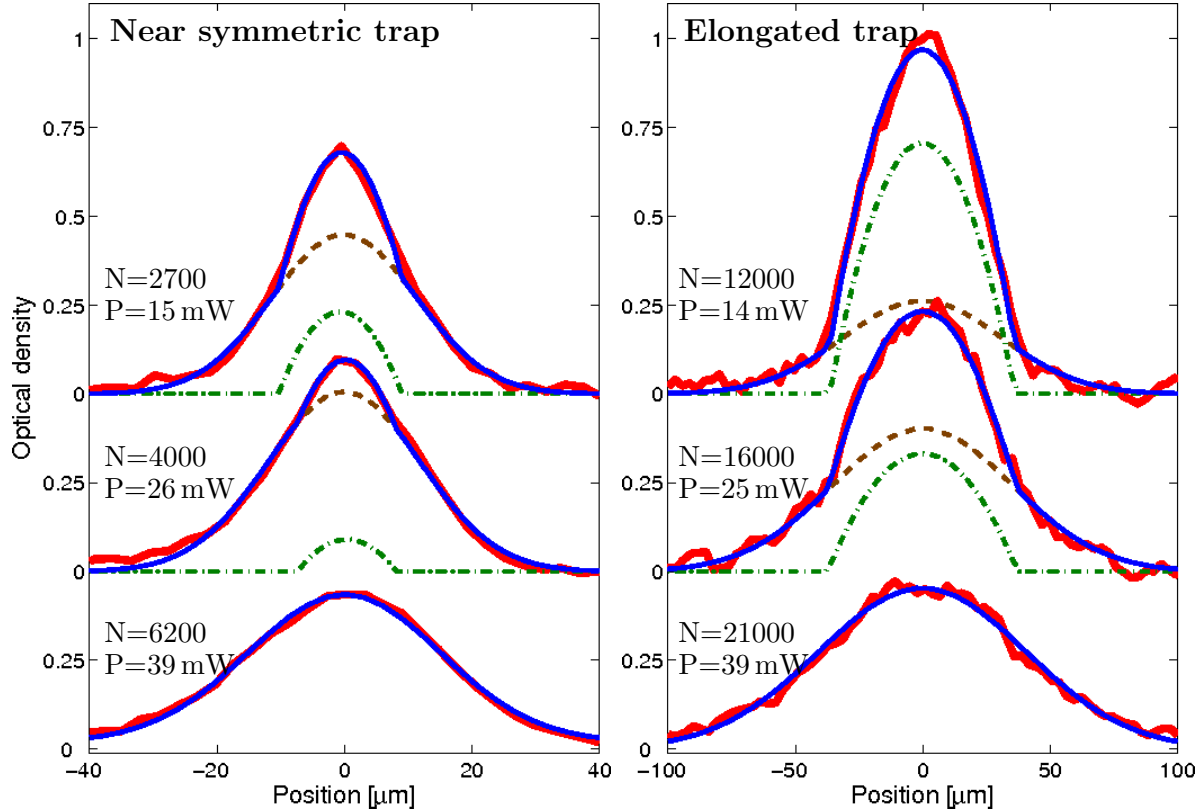 Near symmetric trap
1
0.75
0.5
N=2700
P=15 mW
0.25
0
N=4000
P=26 mW
0.25
0
N=6200
P=39 mW
0.25
0
Optical density
−40
−20
0
20
40
Position [μm]
Elongated trap
1
0.75
0.5
N=12000
P=14 mW
0.25
0
N=16000
P=25 mW
0.25
0
N=21000
P=39 mW
0.25
0
−100
−50
0
50
100
Position [μm]